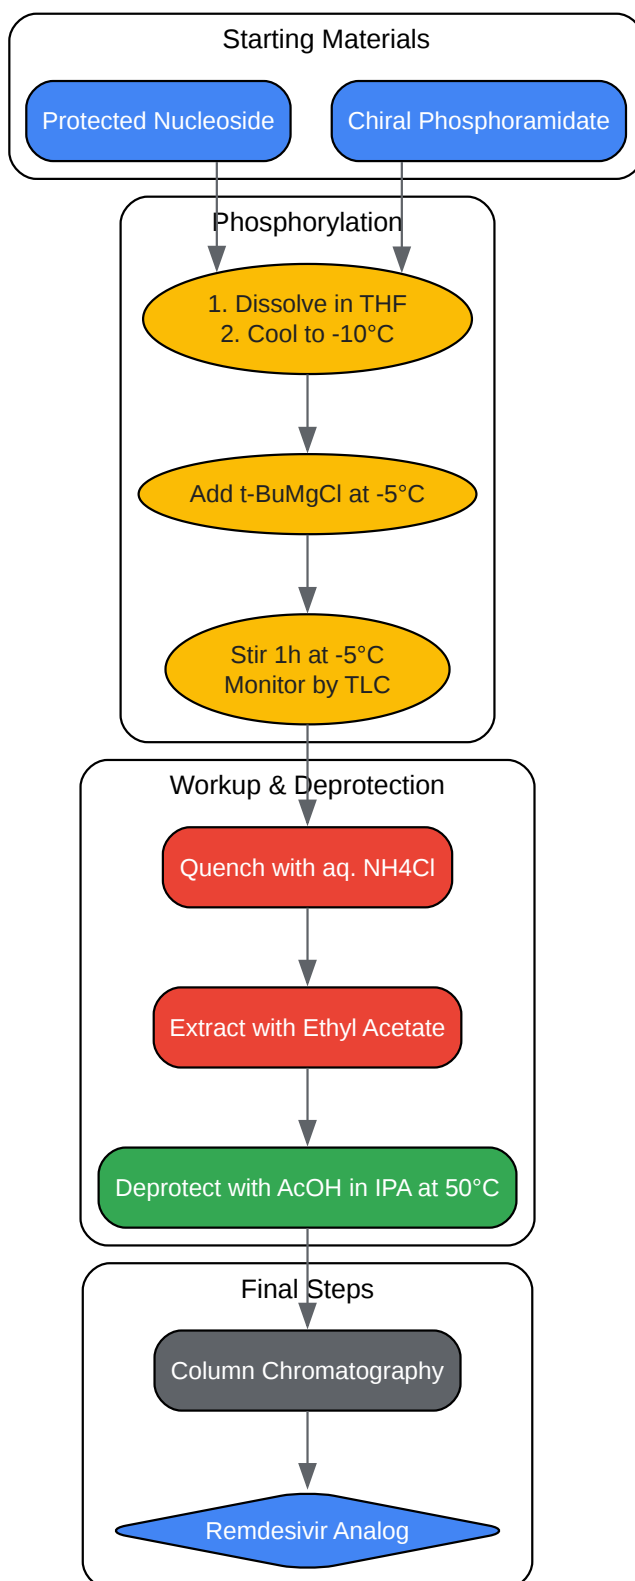 Starting Materials
Protected Nucleoside
Chiral Phosphoramidate
Phosphorylation
1. Dissolve in THF
2. Cool to -10°C
Add t-BuMgCl at -5°C
Stir 1h at -5°C
Monitor by TLC
Workup & Deprotection
Quench with aq. NH4Cl
Extract with Ethyl Acetate
Deprotect with AcOH in IPA at 50°C
Final Steps
Column Chromatography
Remdesivir Analog